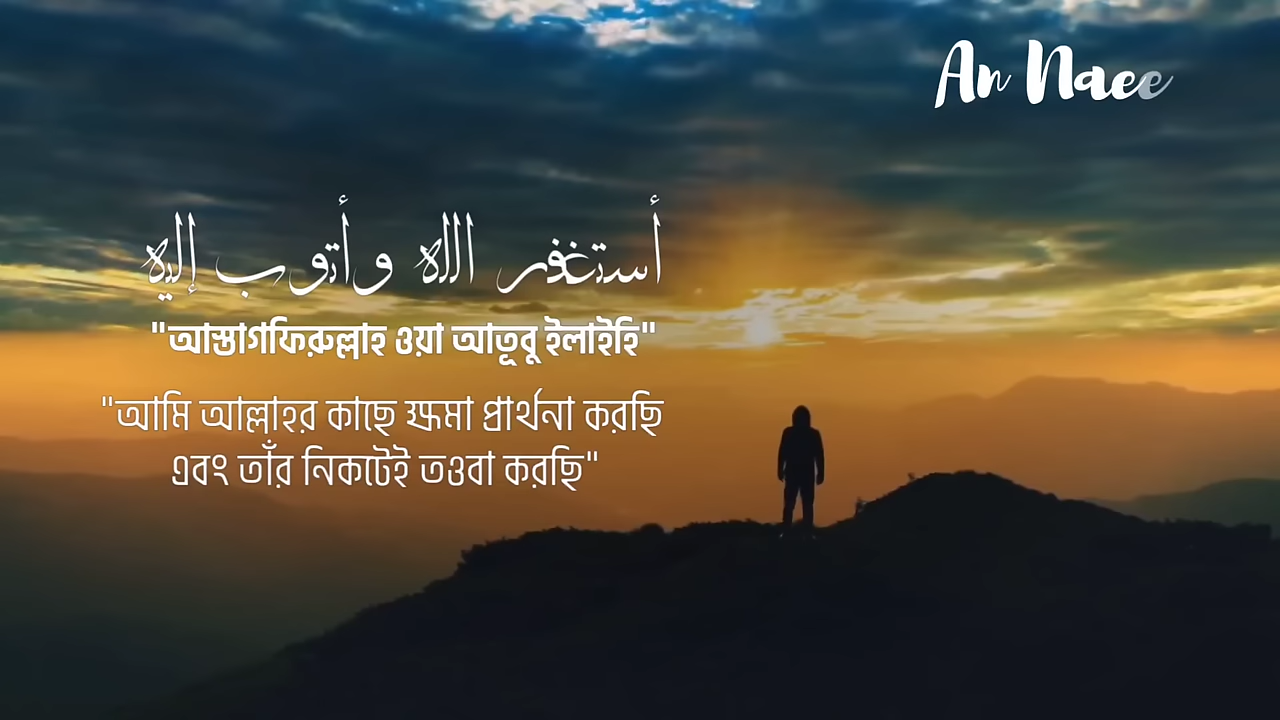 An Naee
أستغفر الله وأتوب إليه
"আস্তাগফিরুল্লাহ ওয়া আতূবু ইলাইহি"
"আমি আল্লাহর কাছে ক্ষমা প্রার্থনা করছি
এবং তাঁর নিকটেই তওবা করছি"